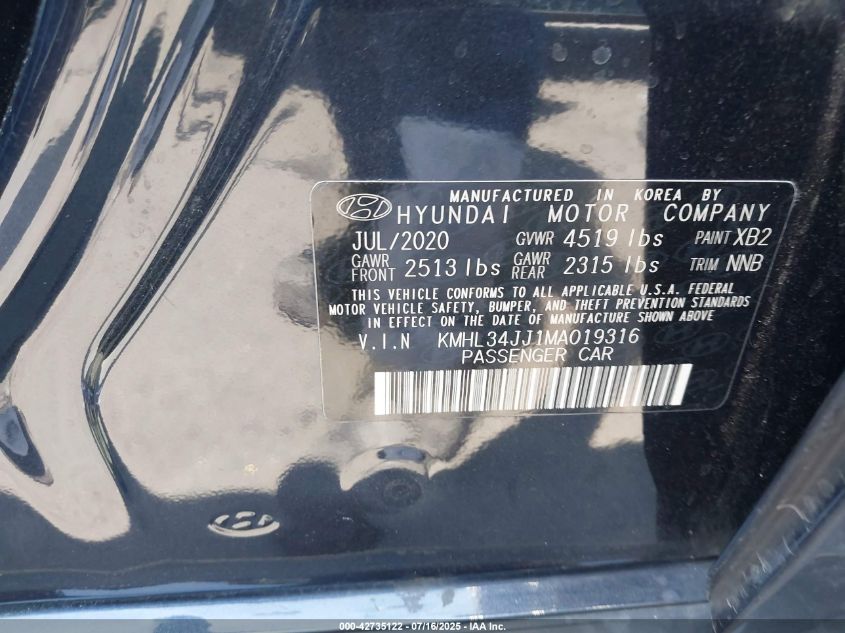 MANUFACTURED IN KOREA BY
HYUNDAI MOTOR COMPANY
JUL/2020 GVWR 4519 lbs PAINT XB2
GAWR FRONT 2513 lbs GAWR REAR 2315 lbs TRIM NNB
THIS VEHICLE CONFORMS TO ALL APPLICABLE U.S.A. FEDERAL
MOTOR VEHICLE SAFETY, BUMPER, AND THEFT PREVENTION STANDARDS
IN EFFECT ON THE DATE OF MANUFACTURE SHOWN ABOVE
V.I.N KMHL34JJ1MA019316
PASSENGER CAR
000-42735122 - 07/16/2025 - IAA Inc.